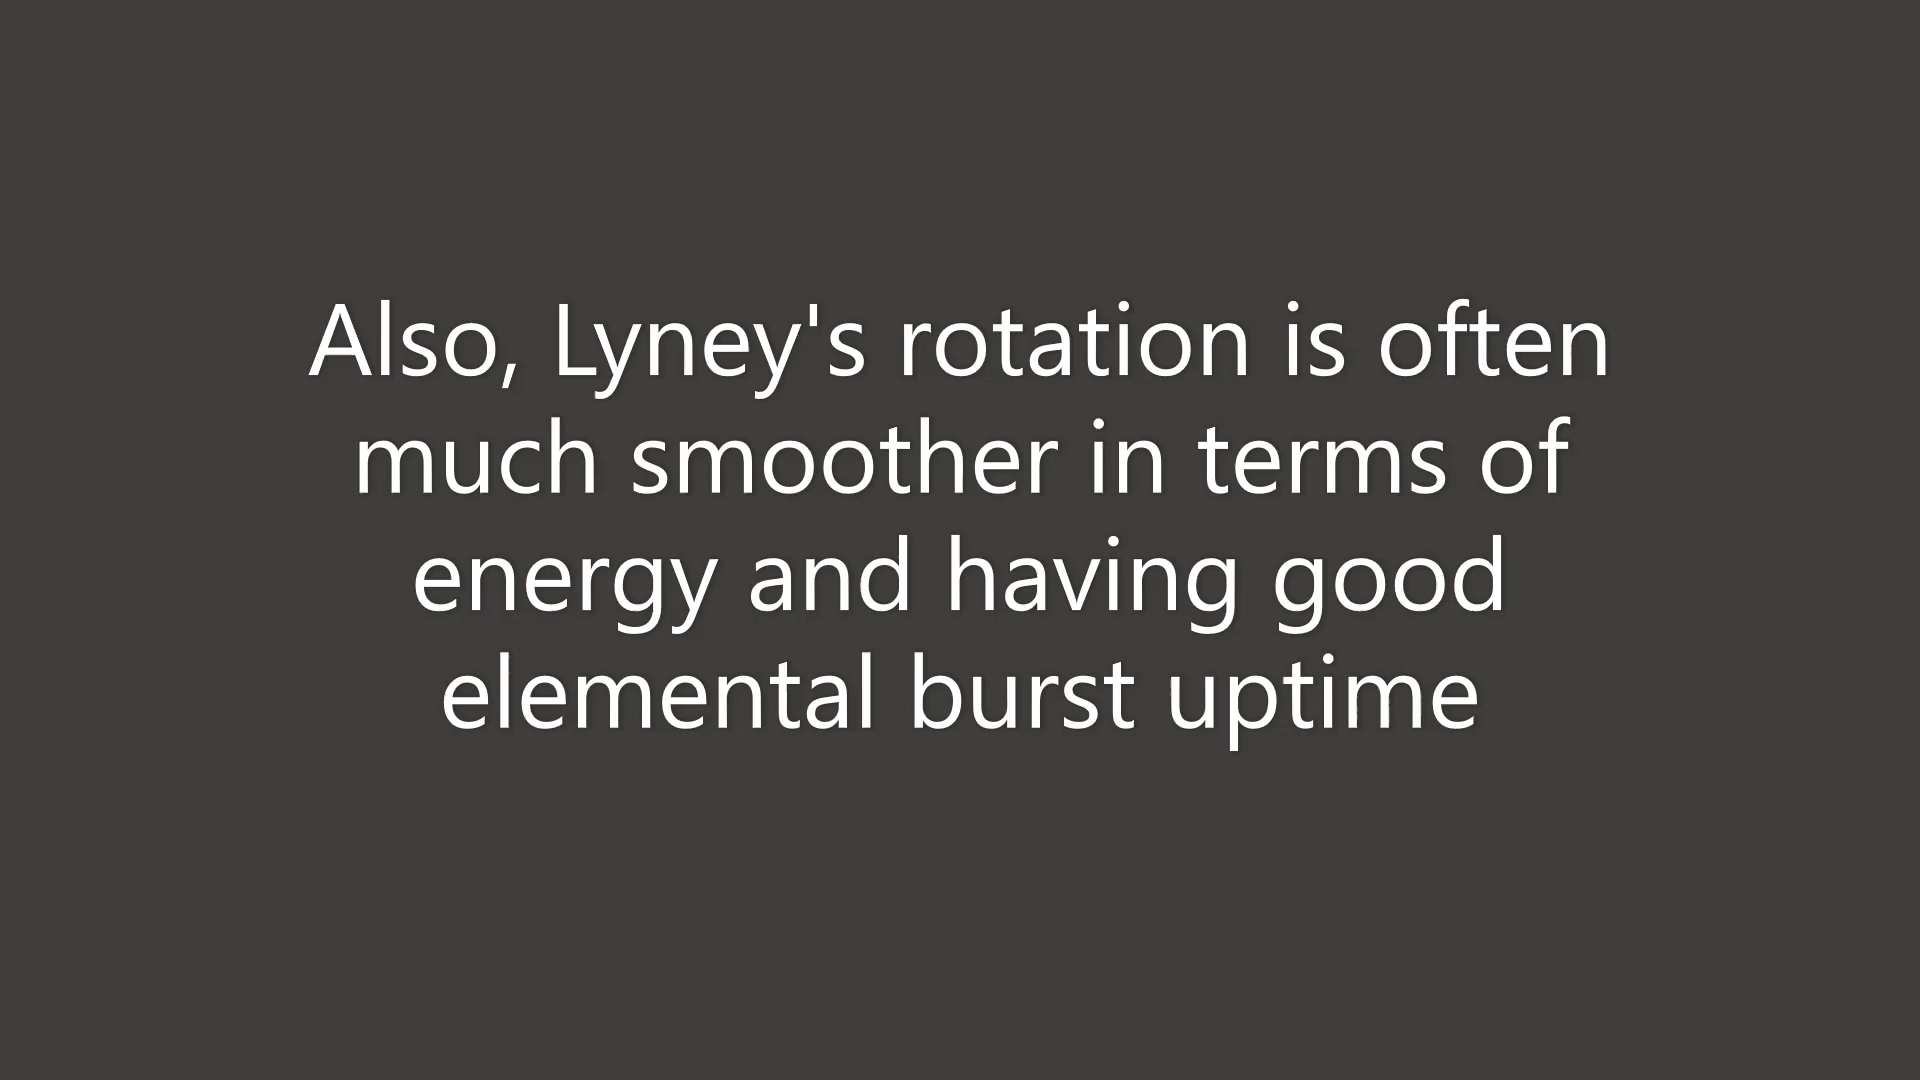 Also, Lyney's rotation is often
much smoother in terms of
energy and having good
elemental burst uptime